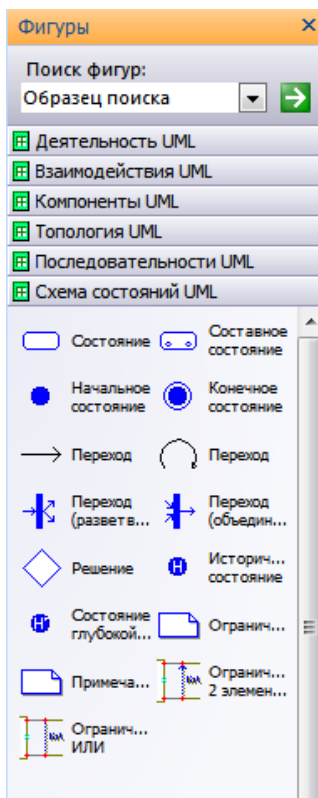 Фигуры
Поиск фигур:
Образец поиска
Деятельность UML
Взаимодействия UML
Компоненты UML
Топология UML
Последовательности UML
Схема состояний UML
Состояние
Составное
состояние
Начальное
состояние
Конечное
состояние
Переход
Переход
Переход
(разветв...
Переход
(объедин...
Решение
Историч...
состояние
Состояние
глубокой...
Огранич...
Примеча...
Огранич...
2 элемен...
Огранич...
ИЛИ